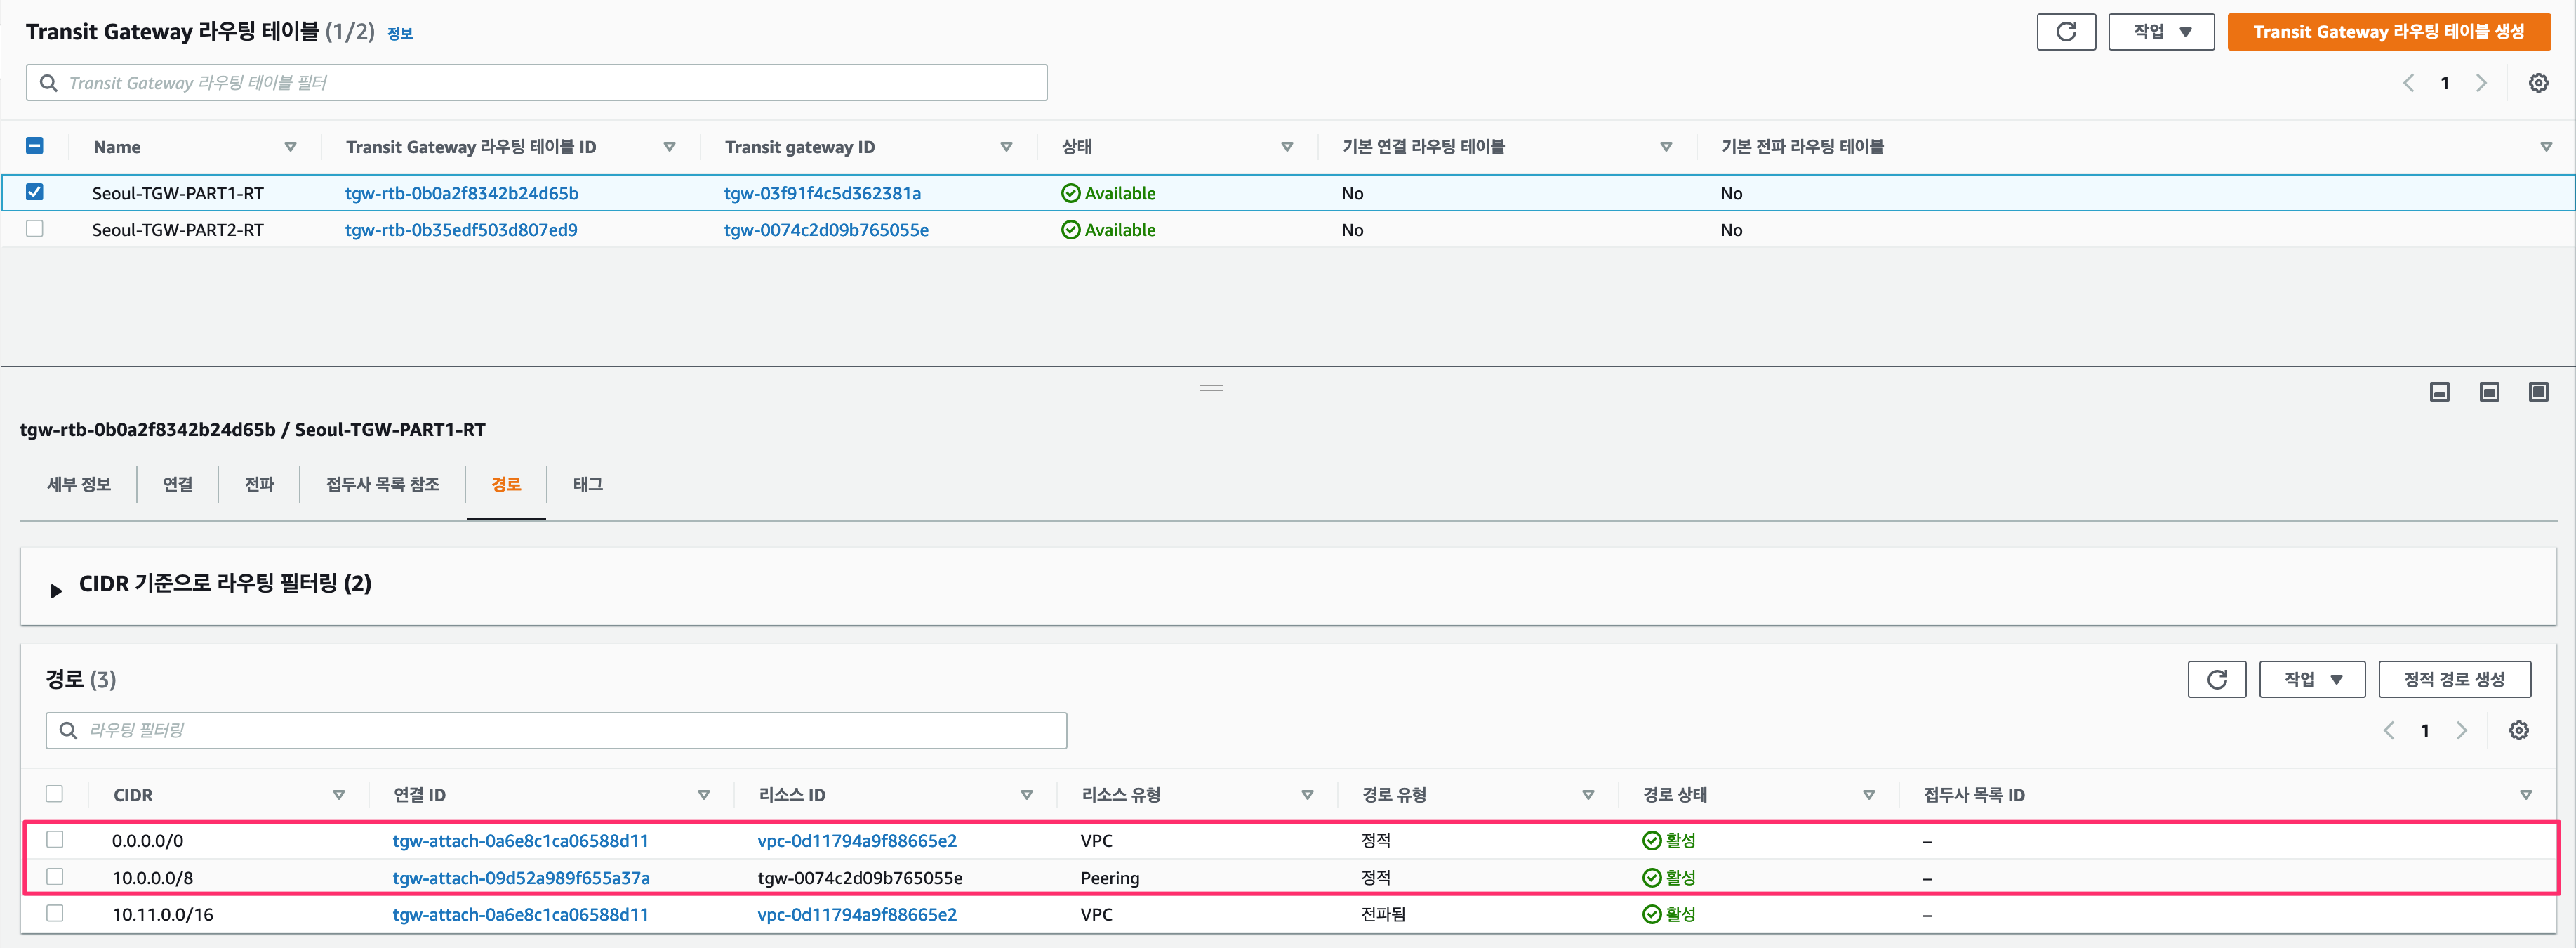 Transit Gateway 라우팅 테이블 (1/2) 정보
작업
Transit Gateway 라우팅 테이블 생성
Transit Gateway 라우팅 테이블 필터
1
Name Transit Gateway 라우팅 테이블 ID Transit gateway ID 상태 기본 연결 라우팅 테이블 기본 전파 라우팅 테이블
Seoul-TGW-PART1-RT tgw-rtb-0b0a2f8342b24d65b tgw-03f91f4c5d362381a Available No No
Seoul-TGW-PART2-RT tgw-rtb-0b35edf503d807ed9 tgw-0074c2d09b765055e Available No No
tgw-rtb-0b0a2f8342b24d65b / Seoul-TGW-PART1-RT
세부 정보 연결 전파 접두사 목록 참조 경로 태그
CIDR 기준으로 라우팅 필터링 (2)
경로 (3)
작업
정적 경로 생성
라우팅 필터링
1
CIDR 연결 ID 리소스 ID 리소스 유형 경로 유형 경로 상태 접두사 목록 ID
0.0.0.0/0 tgw-attach-0a6e8c1ca06588d11 vpc-0d11794a9f88665e2 VPC 정적 활성 –
10.0.0.0/8 tgw-attach-09d52a989f655a37a tgw-0074c2d09b765055e Peering 정적 활성 –
10.11.0.0/16 tgw-attach-0a6e8c1ca06588d11 vpc-0d11794a9f88665e2 VPC 전파됨 활성 –